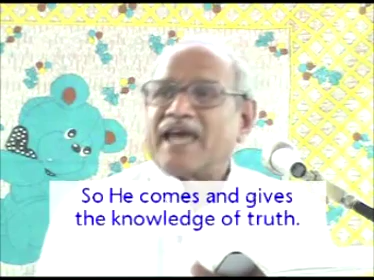 So He comes and gives
the knowledge of truth.